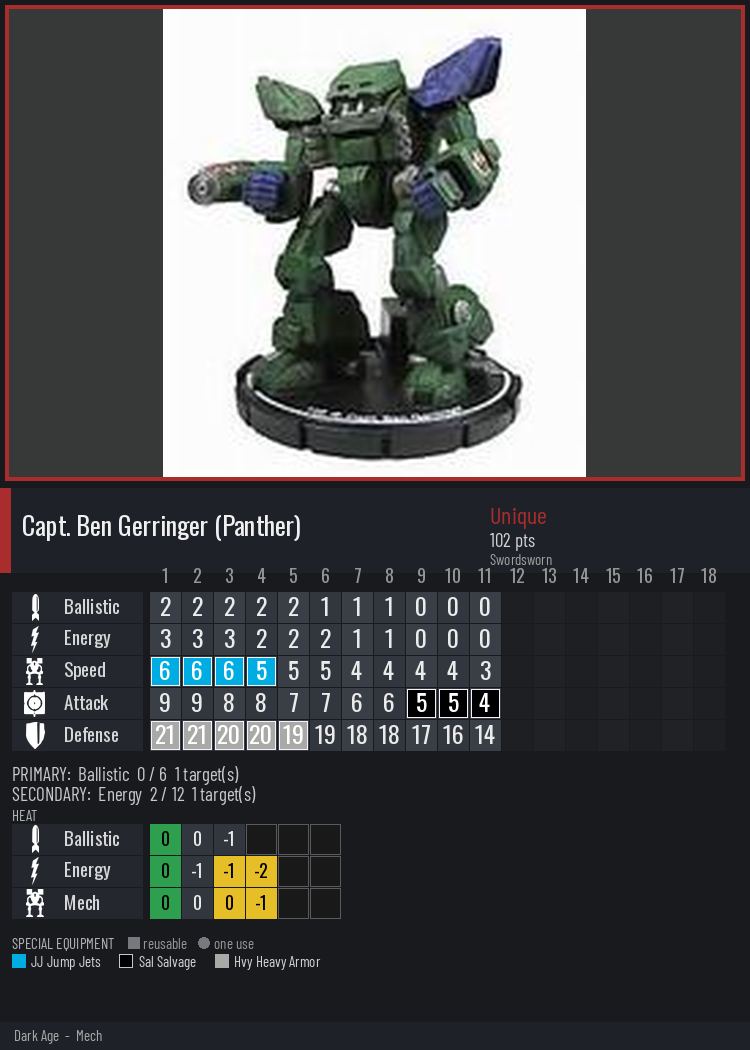 Capt. Ben Gerringer (Panther)
Unique
102 pts
Swordsworn
1 2 3 4 5 6 7 8 9 10 11 12 13 14 15 16 17 18
Ballistic 2 2 2 2 2 1 1 1 0 0 0
Energy 3 3 3 2 2 2 1 1 0 0 0
Speed 6 6 6 5 5 5 4 4 4 4 3
Attack 9 9 8 8 7 7 6 6 5 5 4
Defense 21 21 20 20 19 19 18 18 17 16 14
PRIMARY: Ballistic 0 / 6 1 target(s)
SECONDARY: Energy 2 / 12 1 target(s)
HEAT
Ballistic 0 0 -1
Energy 0 -1 -1 -2
Mech 0 0 0 -1
SPECIAL EQUIPMENT reusable one use
JJ Jump Jets Sal Salvage Hvy Heavy Armor
Dark Age - Mech